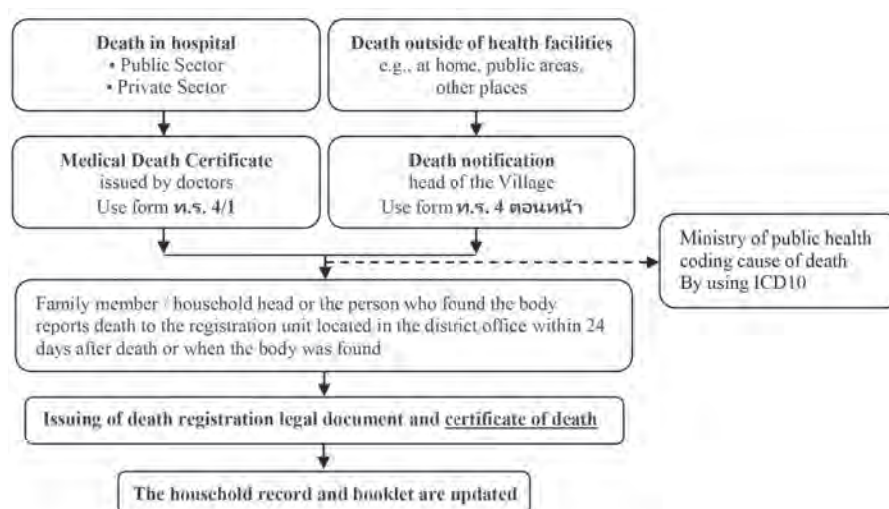 Death in hospital
• Public Sector
• Private Sector
Death outside of health facilities
e.g., at home, public areas,
other places
Medical Death Certificate
issued by doctors
Use form ท.ร. 4/1
Death notification
head of the Village
Use form ท.ร. 4 ตอนหน้า
Ministry of public health
coding cause of death
By using ICD10
Family member / household head or the person who found the body
reports death to the registration unit located in the district office within 24
days after death or when the body was found
Issuing of death registration legal document and certificate of death
The household record and booklet are updated